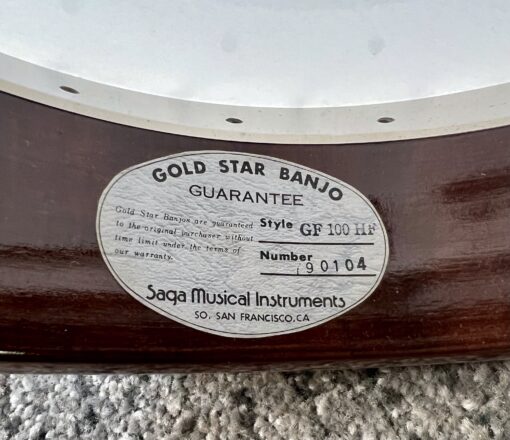 GOLD STAR BANJO
GUARANTEE
Gold Star Banjos are guaranteed
to the original purchaser without
time limit under the terms of
our warranty.
Style GF 100 HF
Number 90104
Saga Musical Instruments
SO. SAN FRANCISCO, CA